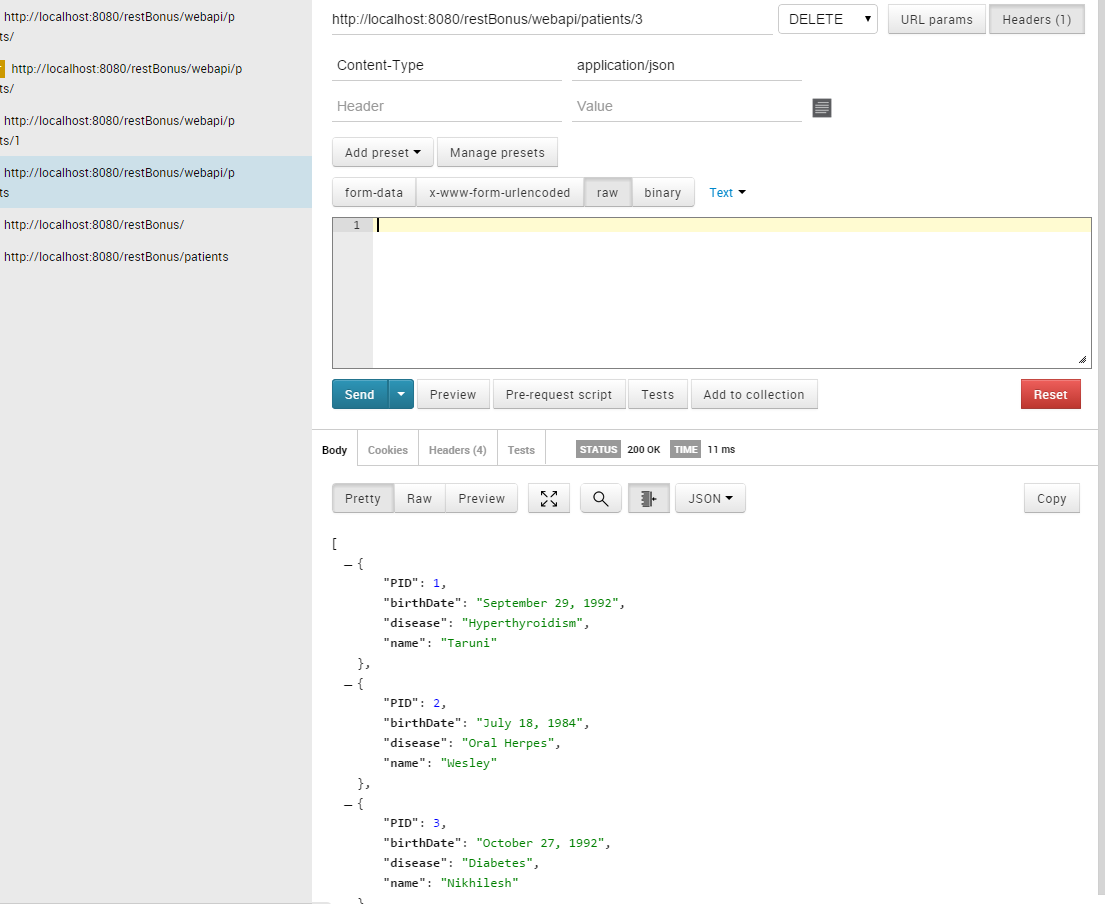 http://localhost:8080/restBonus/webapi/p
ts/
http://localhost:8080/restBonus/webapi/p
ts/
http://localhost:8080/restBonus/webapi/p
ts/1
http://localhost:8080/restBonus/webapi/p
ts
http://localhost:8080/restBonus/
http://localhost:8080/restBonus/patients
http://localhost:8080/restBonus/webapi/patients/3 DELETE URL params Headers (1)
Content-Type application/json
Header Value
Add preset Manage presets
form-data x-www-form-urlencoded raw binary Text
1
Send Preview Pre-request script Tests Add to collection Reset
Body Cookies Headers (4) Tests STATUS 200 OK TIME 11 ms
Pretty Raw Preview JSON Copy
[
{
"PID": 1,
"birthDate": "September 29, 1992",
"disease": "Hyperthyroidism",
"name": "Taruni"
},
{
"PID": 2,
"birthDate": "July 18, 1984",
"disease": "Oral Herpes",
"name": "Wesley"
},
{
"PID": 3,
"birthDate": "October 27, 1992",
"disease": "Diabetes",
"name": "Nikhilesh"
}